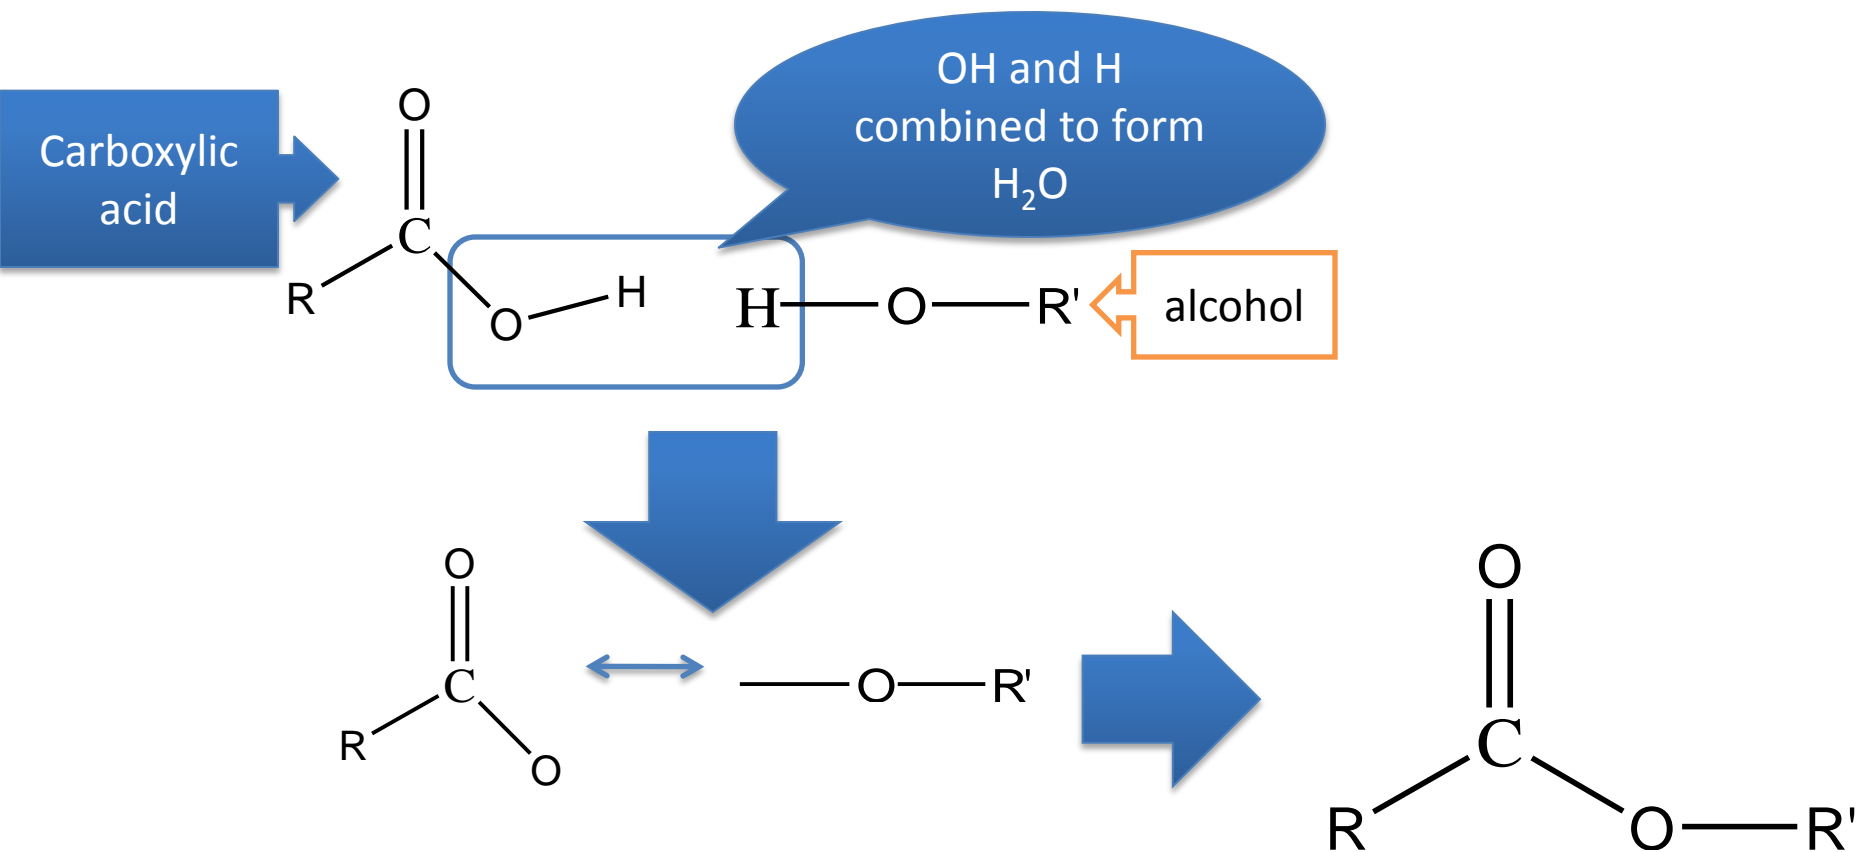 Carboxylic
acid
OH and H
combined to form
H₂O
O
C
R
O
H
H
O
R'
alcohol
O
C
R
O
O
R'
O
C
R
O
R'